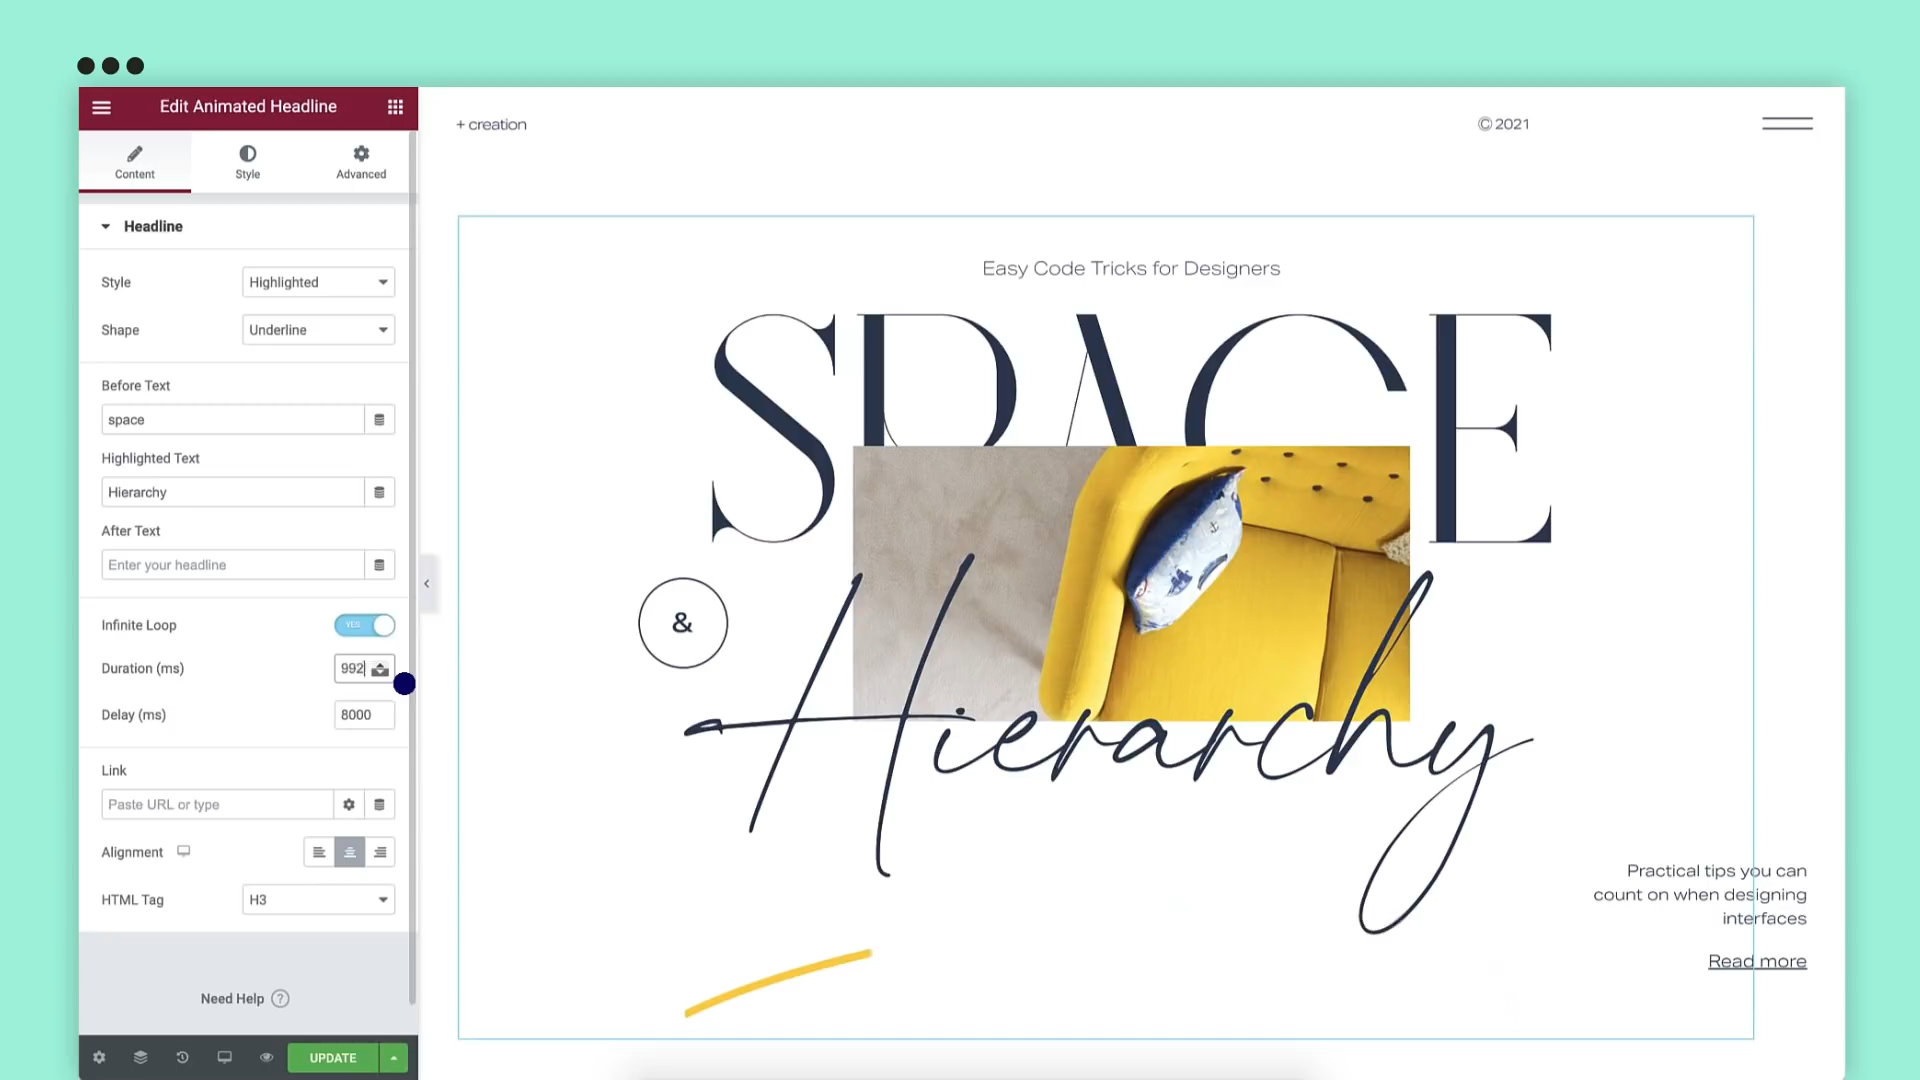 Edit Animated Headline
Content
Style
Advanced
Headline
Style
Highlighted
Shape
Underline
Before Text
space
Highlighted Text
Hierarchy
After Text
Enter your headline
Infinite Loop
YES
Duration (ms)
992
Delay (ms)
8000
Link
Paste URL or type
Alignment
HTML Tag
H3
Need Help ?
UPDATE
+ creation
© 2021
Easy Code Tricks for Designers
SPACE
&
Hierarchy
Practical tips you can
count on when designing
interfaces
Read more